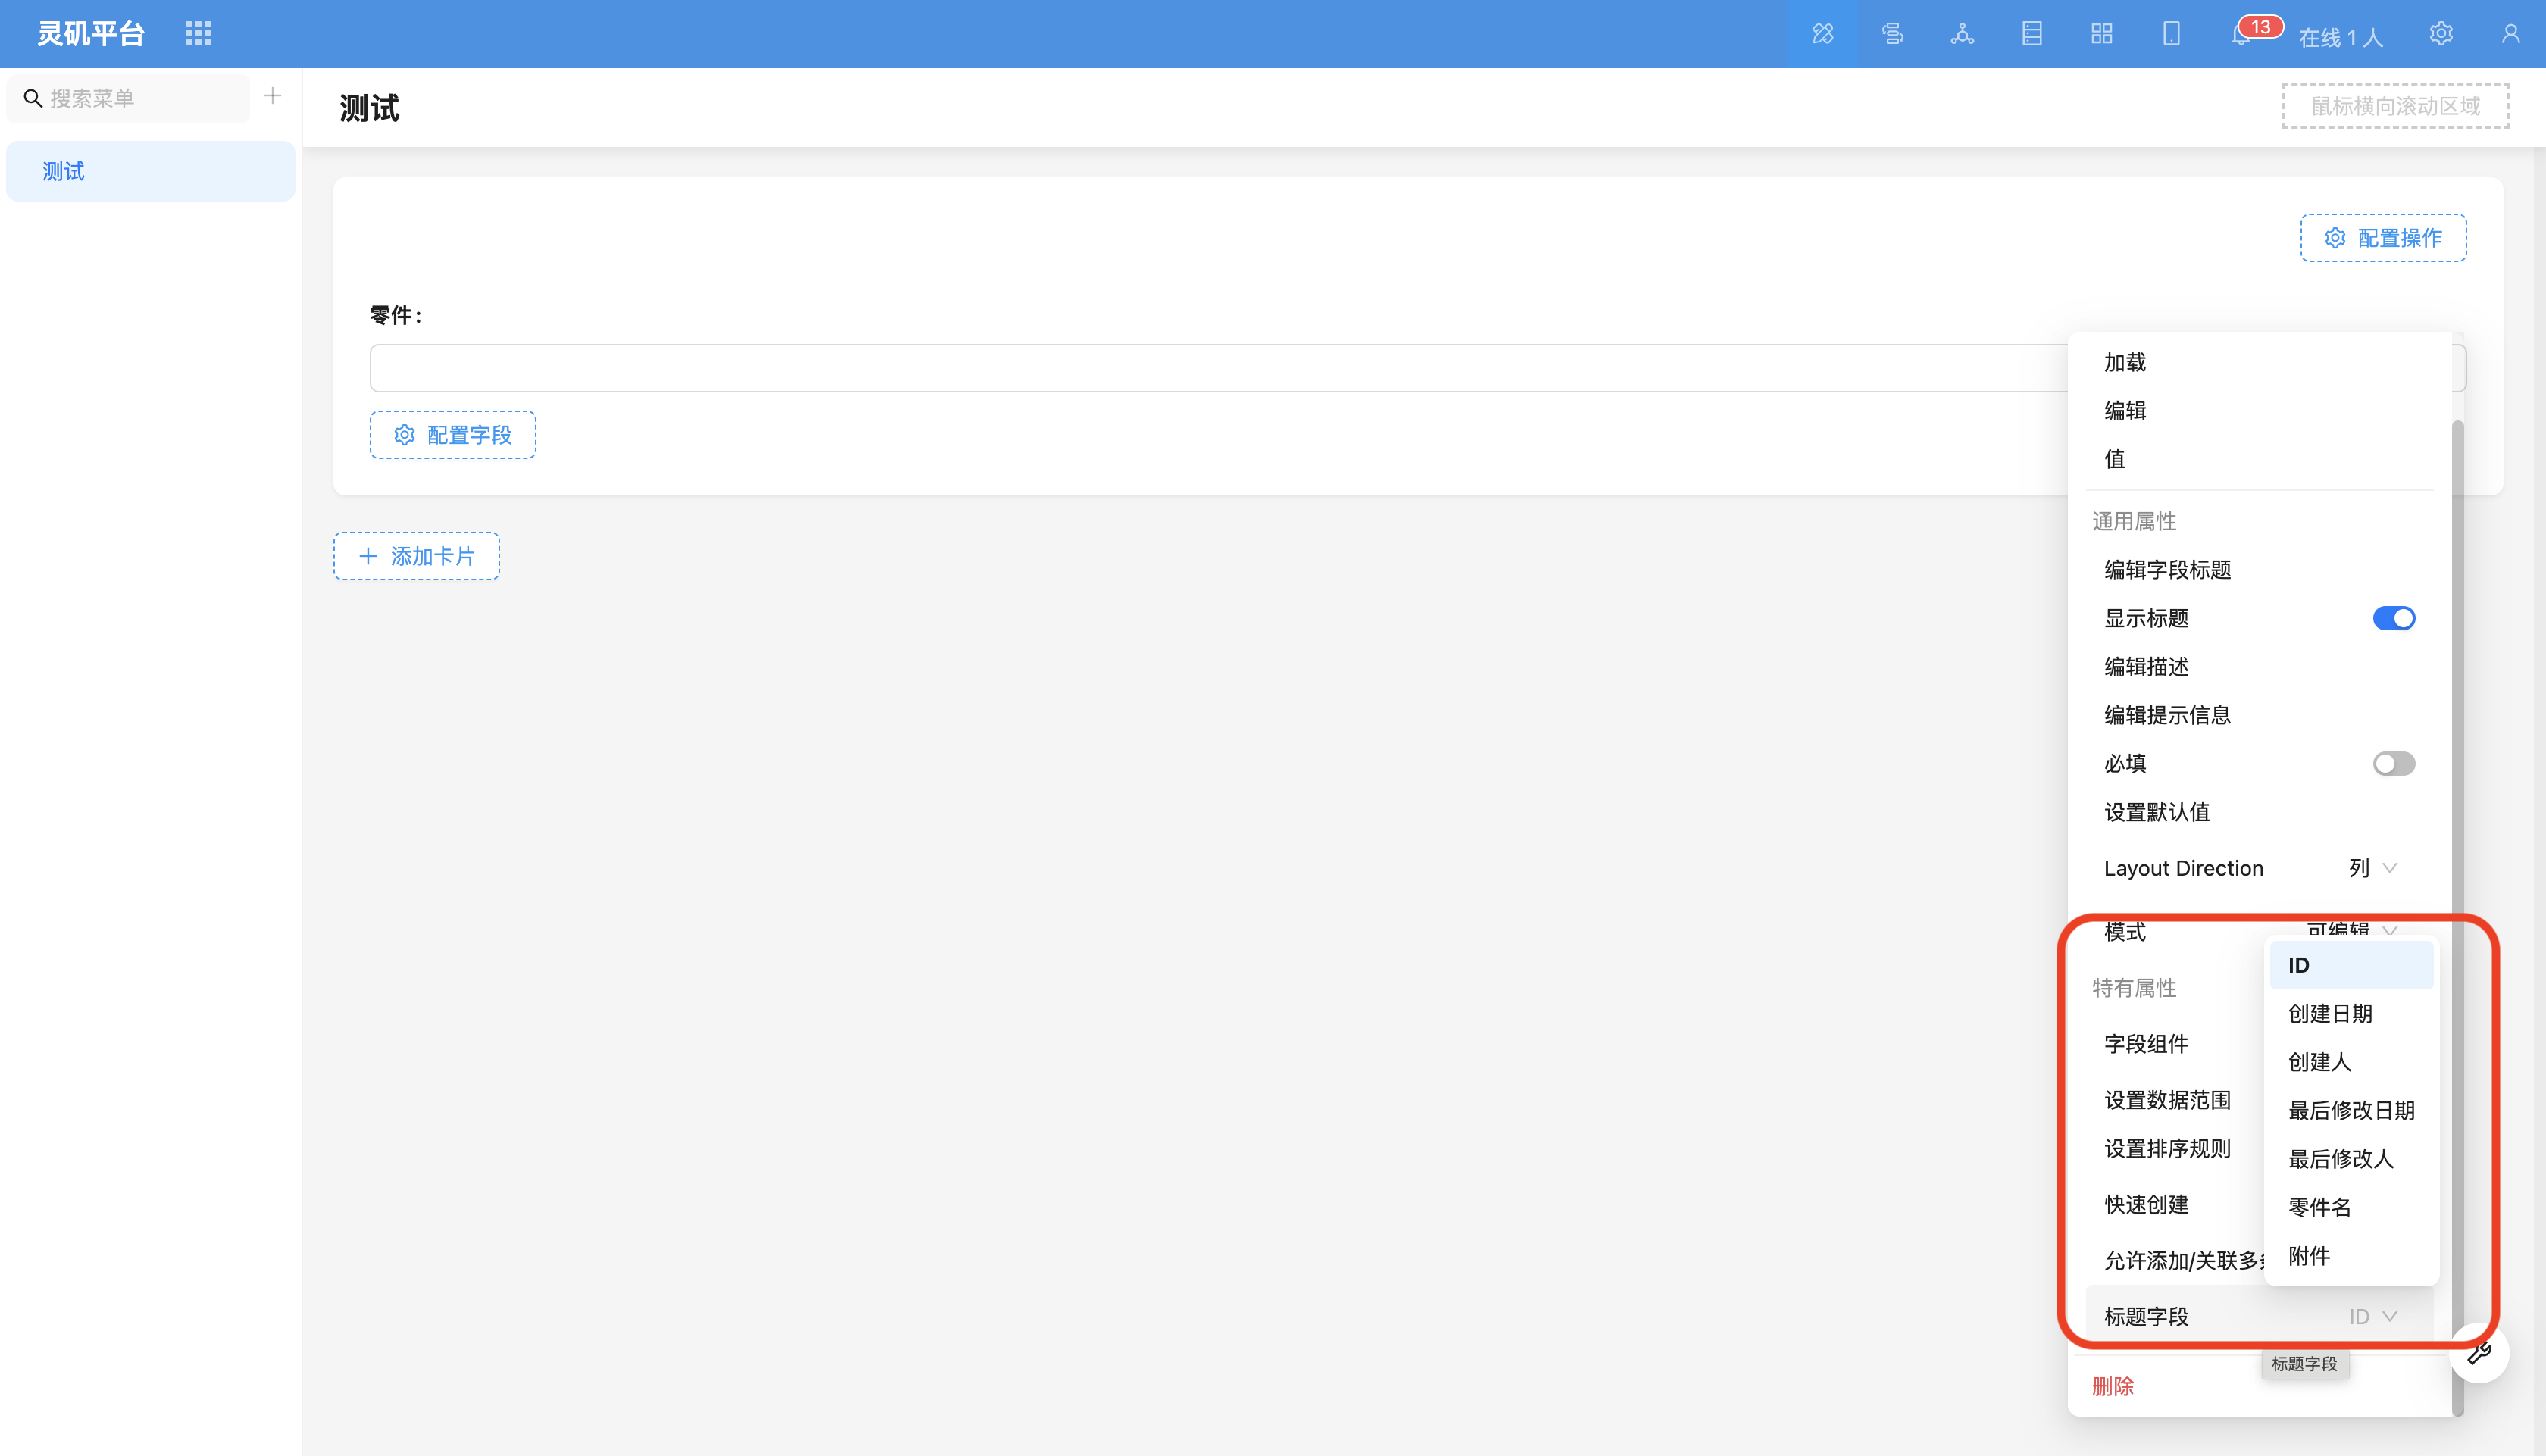 灵矶平台
13
在线 1 人
搜索菜单
测试
测试
鼠标横向滚动区域
配置操作
零件:
配置字段
添加卡片
加载
编辑
值
通用属性
编辑字段标题
显示标题
编辑描述
编辑提示信息
必填
设置默认值
Layout Direction 列
模式 可编辑
特有属性
字段组件
设置数据范围
设置排序规则
快速创建
允许添加/关联多
标题字段 ID
ID
创建日期
创建人
最后修改日期
最后修改人
零件名
附件
标题字段
删除